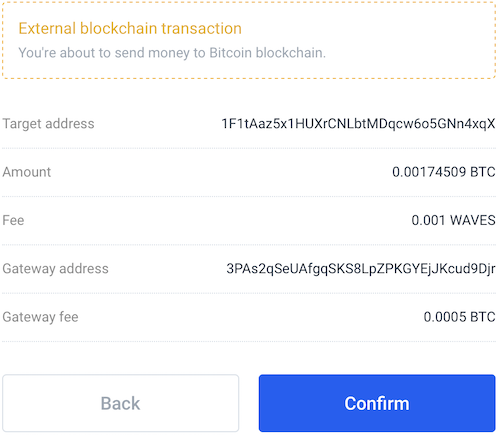 External blockchain transaction
You're about to send money to Bitcoin blockchain.
Target address 1F1tAaz5x1HUXrCNLbtMDqcw6o5GNn4xqX
Amount 0.00174509 BTC
Fee 0.001 WAVES
Gateway address 3PAs2qSeUAfgqSKS8LpZPKGYEjJKcud9Djr
Gateway fee 0.0005 BTC
Back Confirm